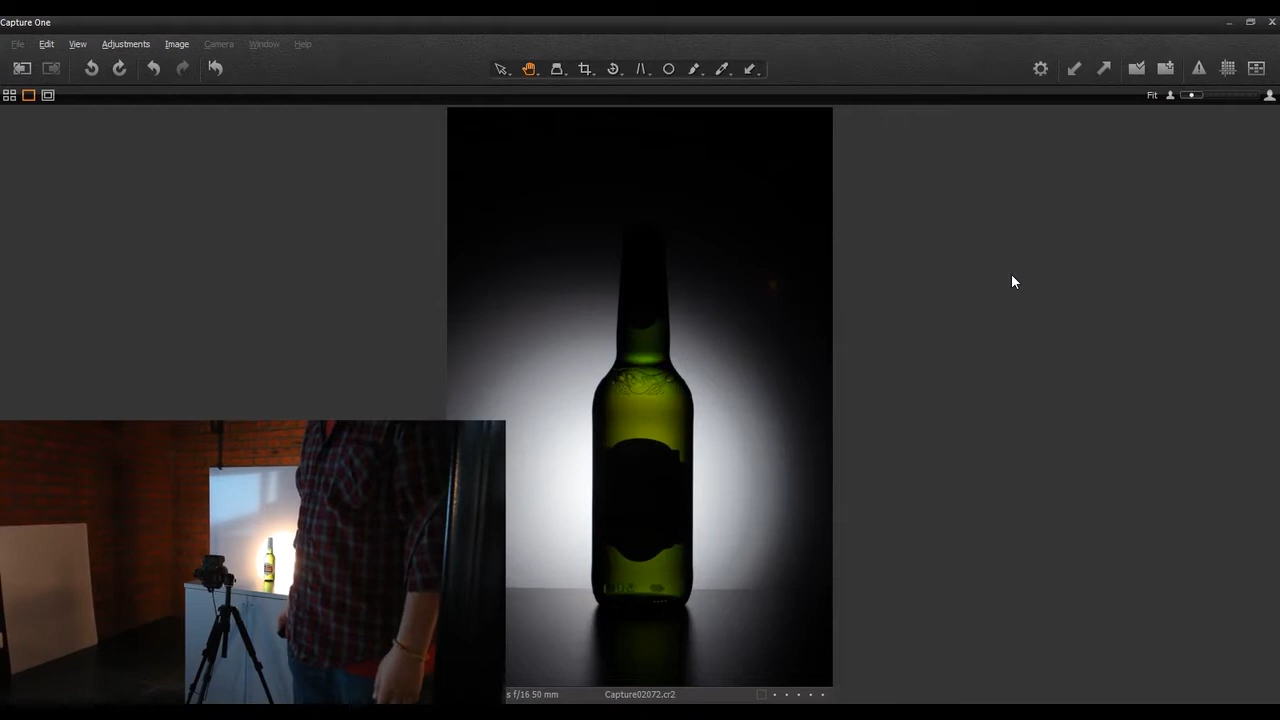 Capture One
File Edit View Adjustments Image Camera Window Help
Fit
s f/16 50 mm Capture02072.cr2